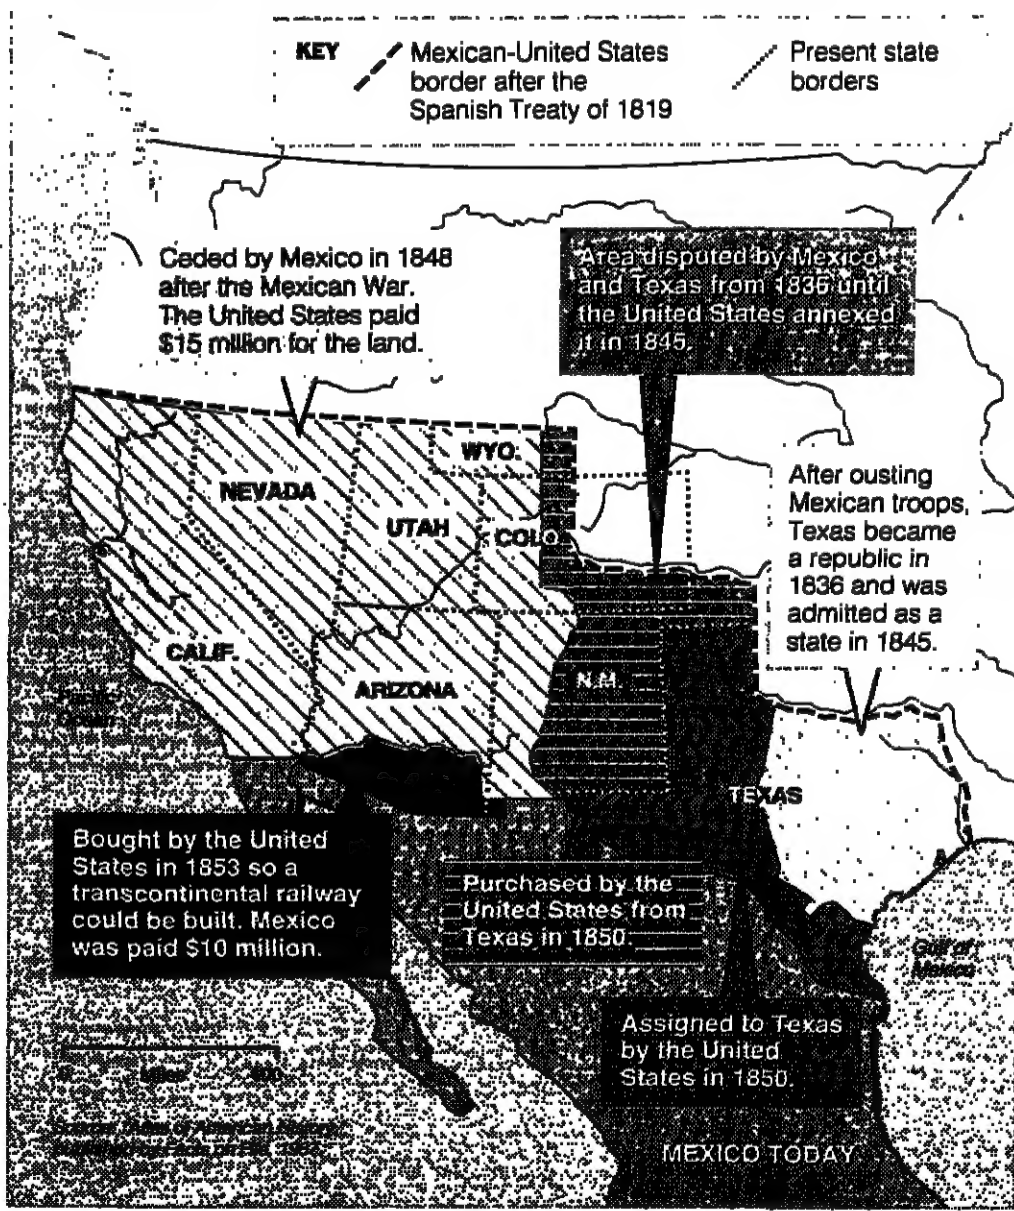 KEY
Mexican-United States
border after the
Spanish Treaty of 1819
Present state
borders
Ceded by Mexico in 1848
after the Mexican War.
The United States paid
$15 million for the land.
Area disputed by Mexico
and Texas from 1836 until
the United States annexed
it in 1845.
After ousting
Mexican troops,
Texas became
a republic in
1836 and was
admitted as a
state in 1845.
WYO.
NEVADA
UTAH
COLO.
CALIF.
ARIZONA
N.M.
TEXAS
Pacific
Ocean
Bought by the United
States in 1853 so a
transcontinental railway
could be built. Mexico
was paid $10 million.
Purchased by the
United States from
Texas in 1850.
Gulf of
Mexico
Assigned to Texas
by the United
States in 1850.
Miles
MEXICO TODAY